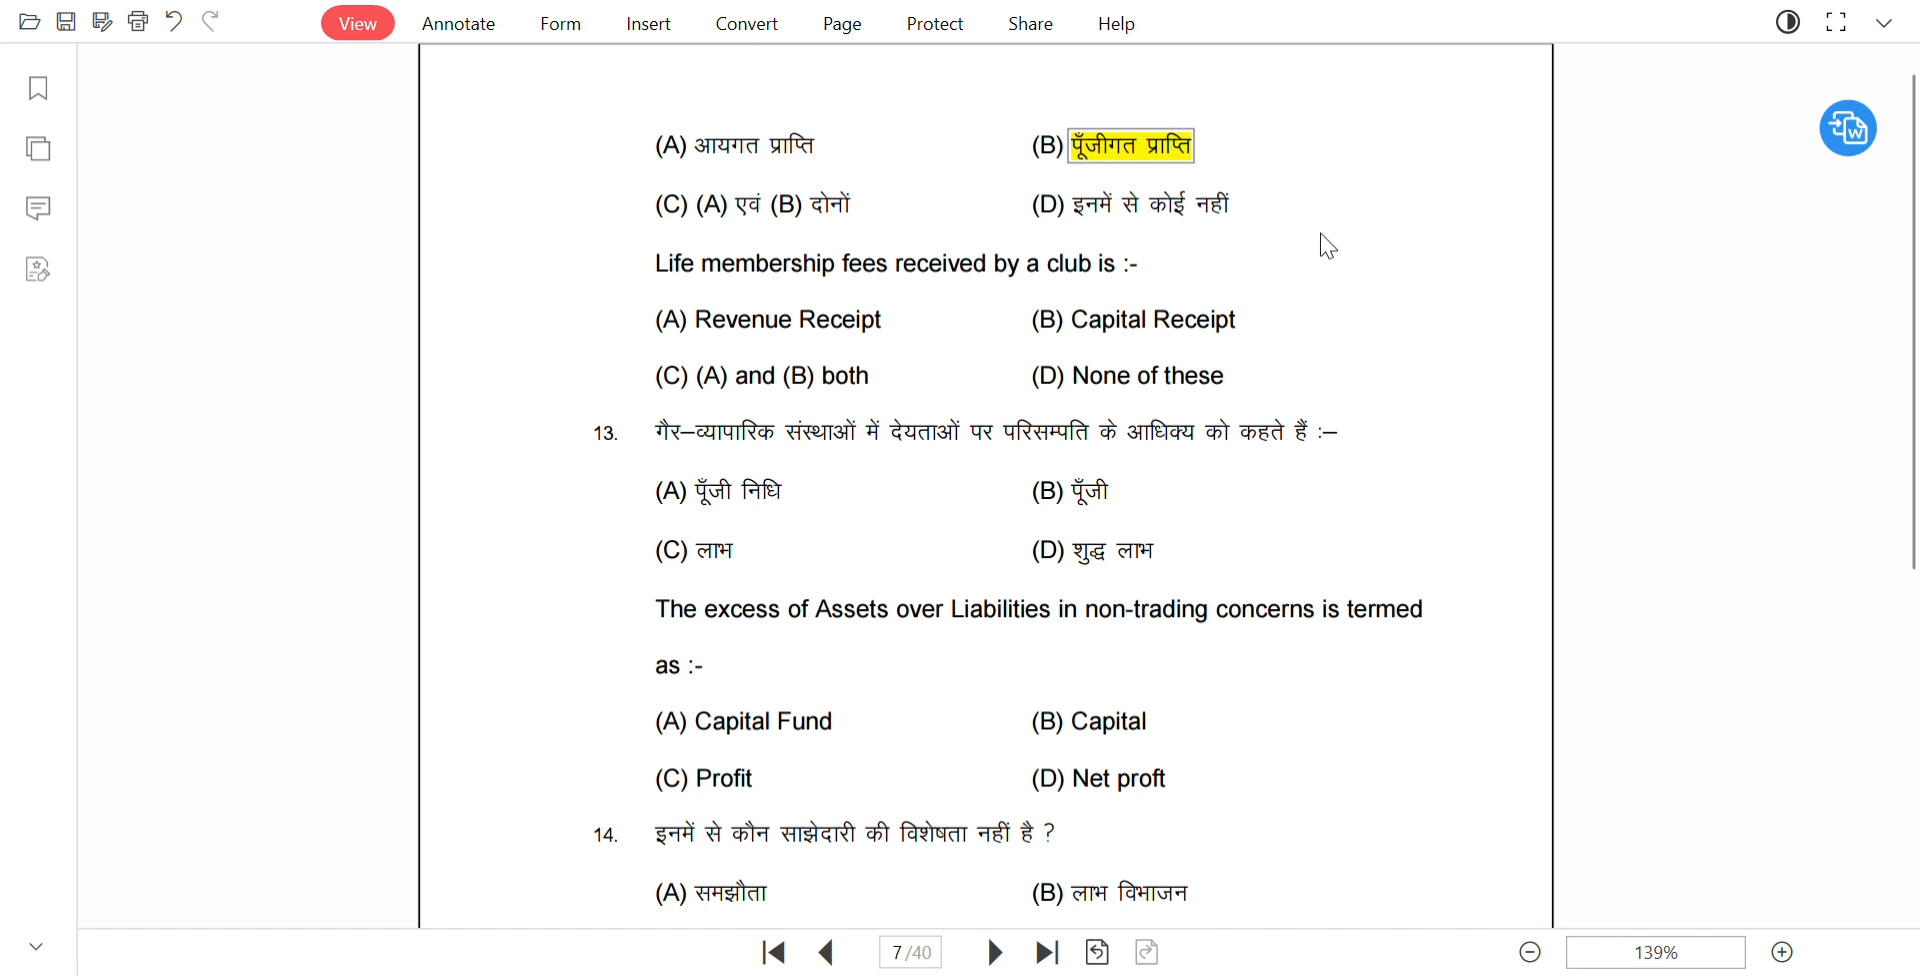 View Annotate Form Insert Convert Page Protect Share Help
(A) आयगत प्राप्ति (B) पूँजीगत प्राप्ति
(C) (A) एवं (B) दोनों (D) इनमें से कोई नहीं
Life membership fees received by a club is :-
(A) Revenue Receipt (B) Capital Receipt
(C) (A) and (B) both (D) None of these
13. गैर–व्यापारिक संस्थाओं में देयताओं पर परिसम्पति के आधिक्य को कहते हैं :–
(A) पूँजी निधि (B) पूँजी
(C) लाभ (D) शुद्ध लाभ
The excess of Assets over Liabilities in non-trading concerns is termed
as :-
(A) Capital Fund (B) Capital
(C) Profit (D) Net proft
14. इनमें से कौन साझेदारी की विशेषता नहीं है ?
(A) समझौता (B) लाभ विभाजन
7 /40 139%